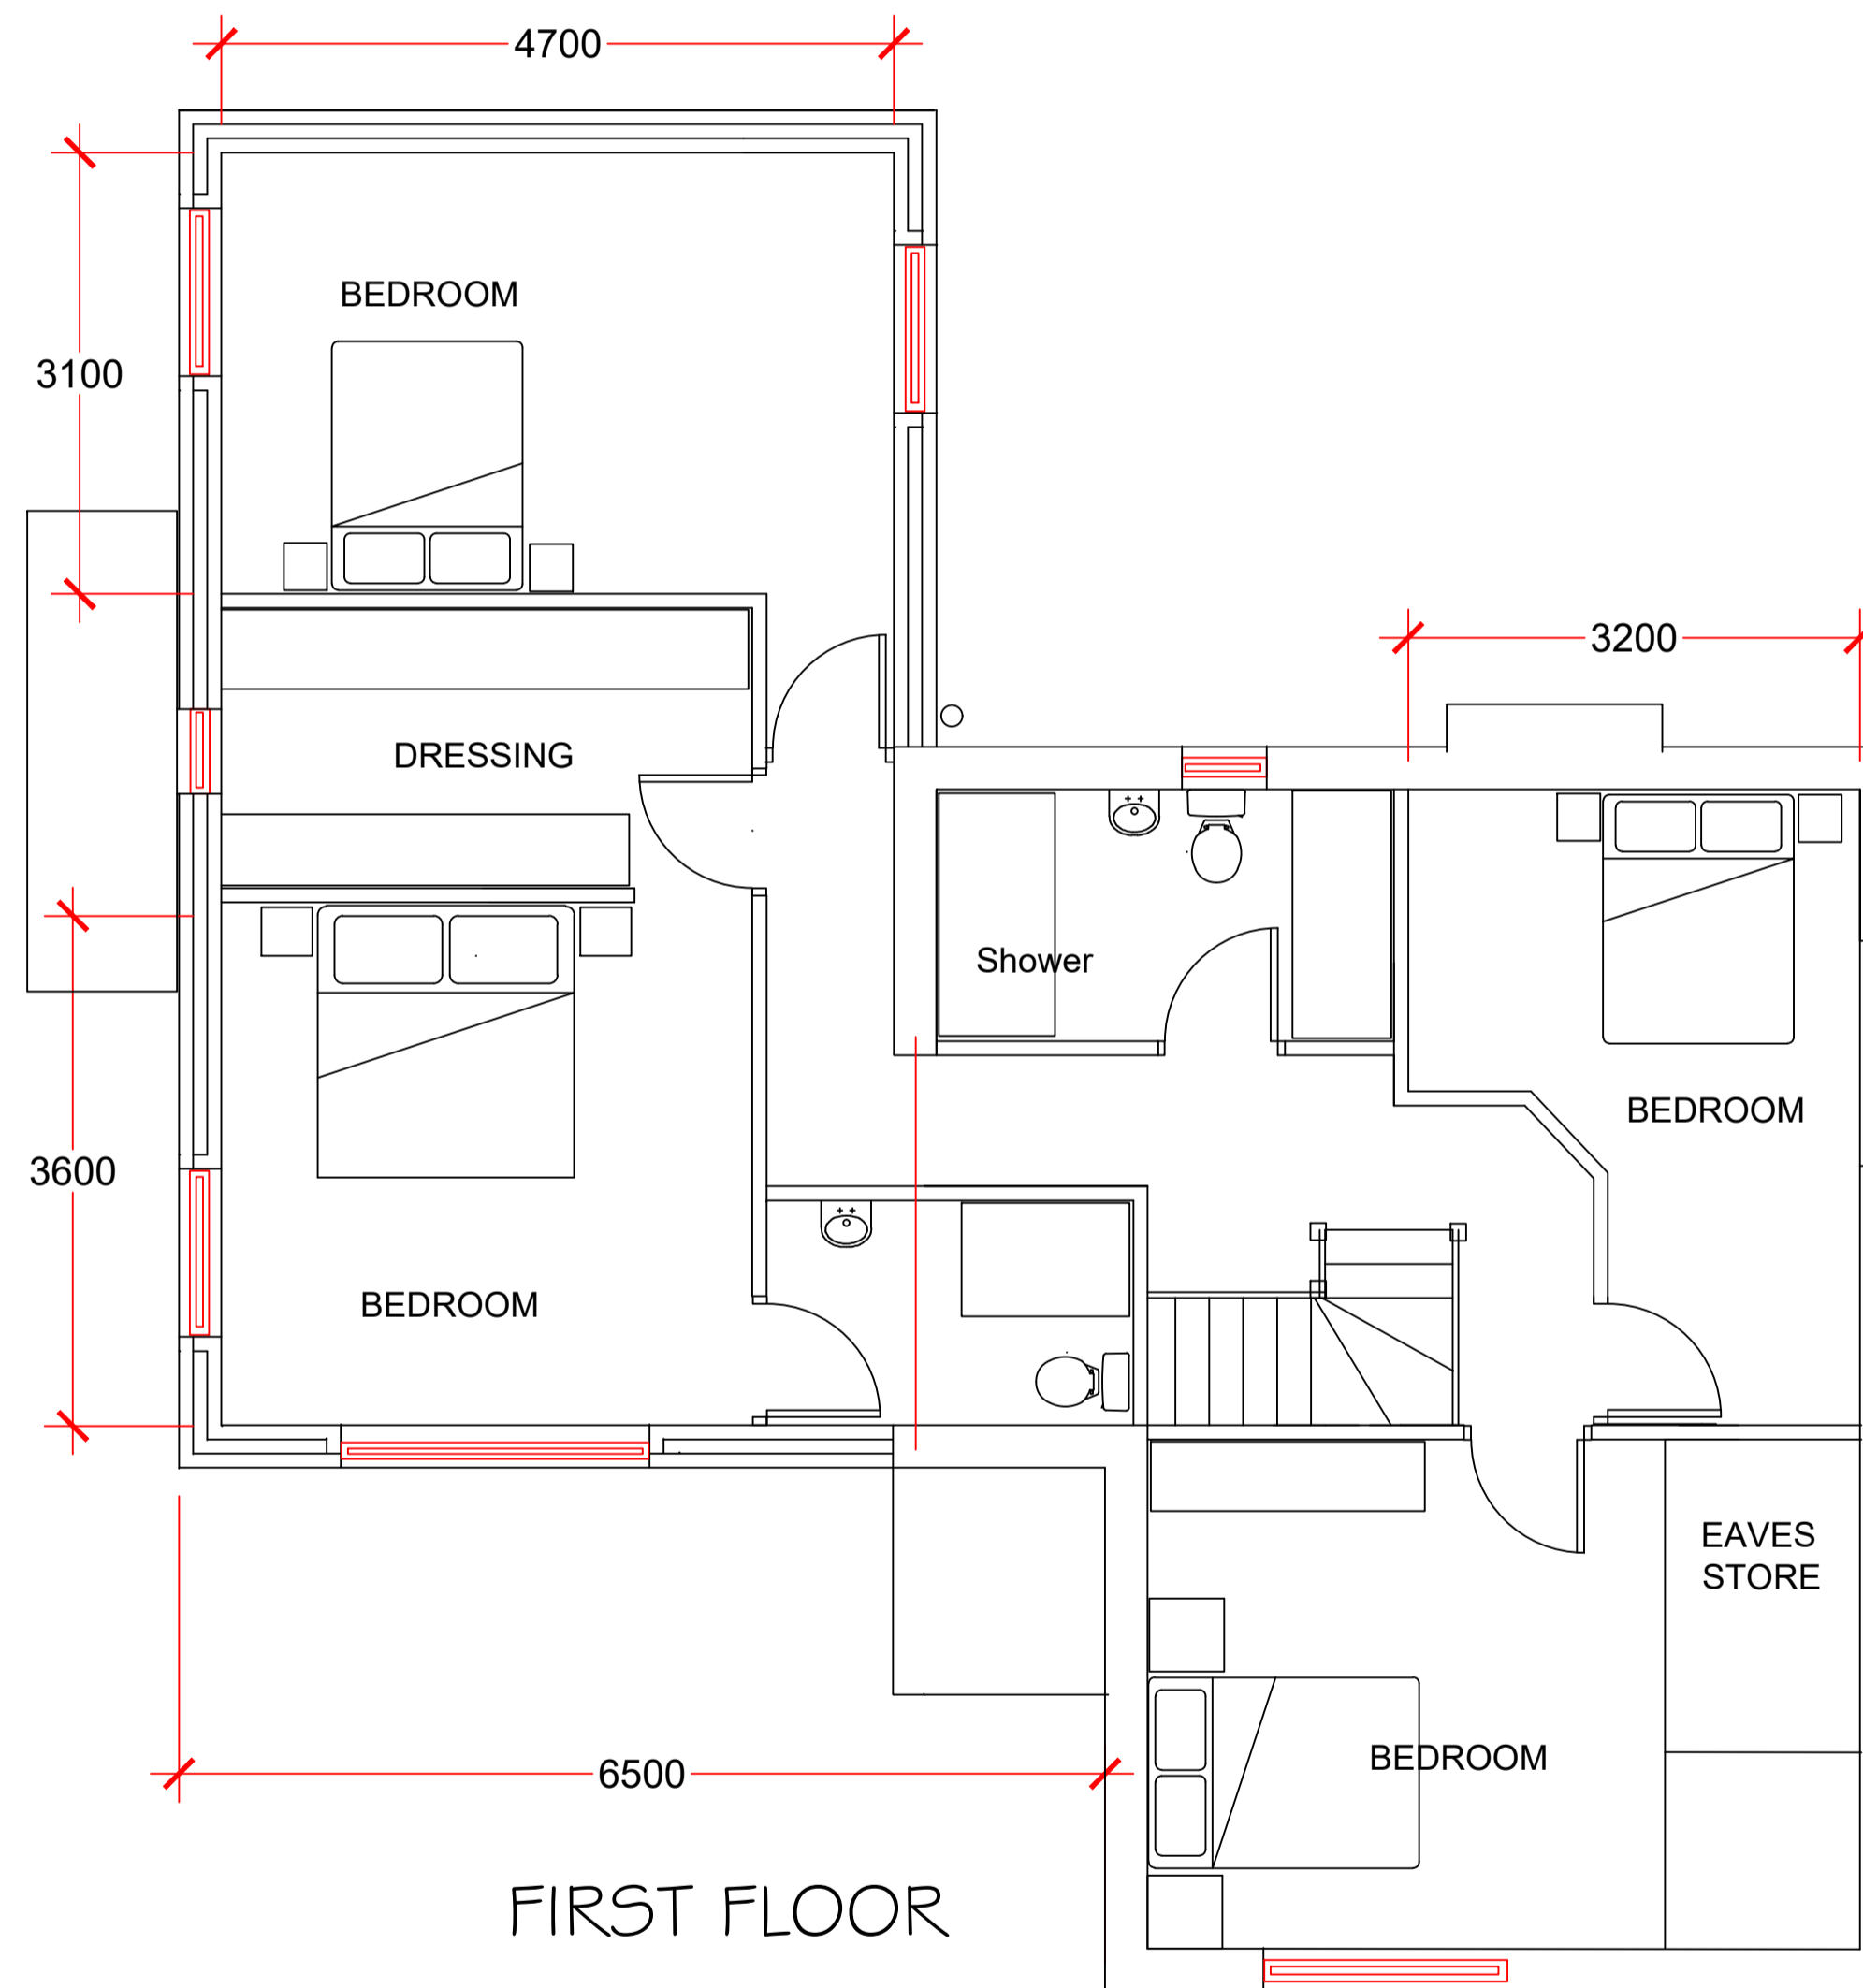 4700
BEDROOM
3100
3200
DRESSING
Shower
BEDROOM
3600
BEDROOM
EAVES
STORE
BEDROOM
6500
FIRST FLOOR